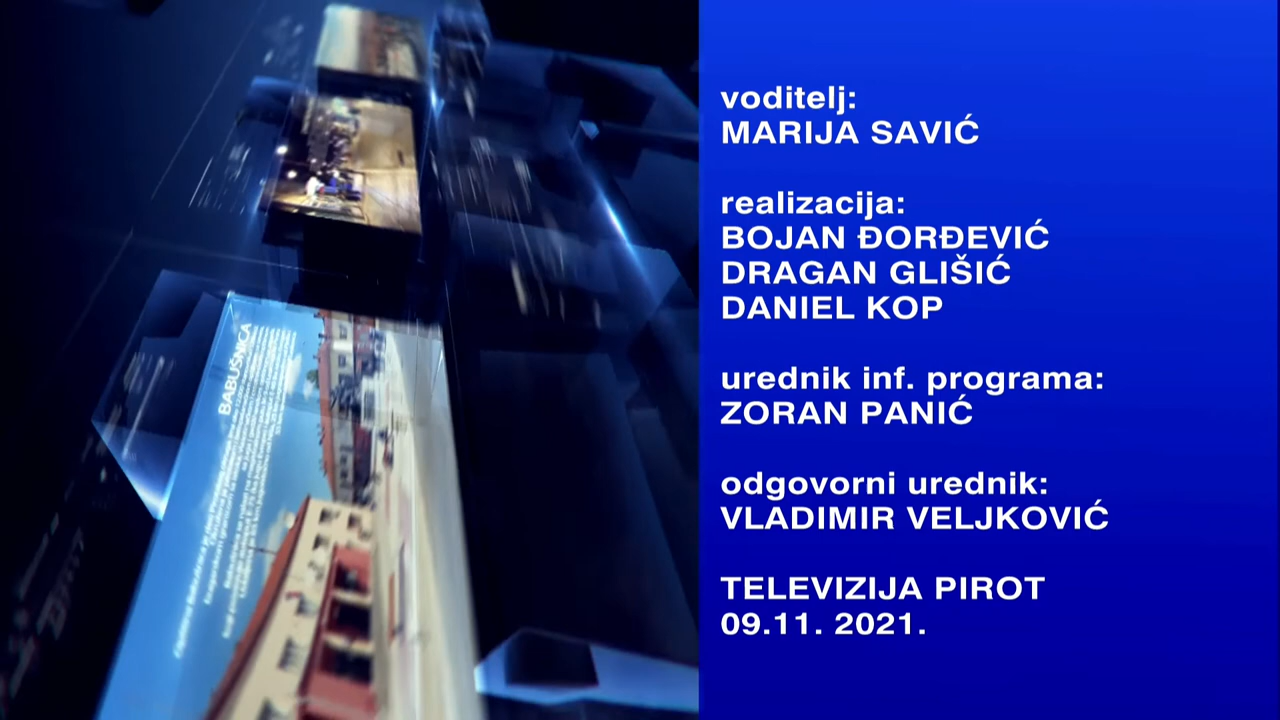 voditelj:
MARIJA SAVIĆ
realizacija:
BOJAN ĐORĐEVIĆ
DRAGAN GLIŠIĆ
DANIEL KOP
urednik inf. programa:
ZORAN PANIĆ
odgovorni urednik:
VLADIMIR VELJKOVIĆ
TELEVIZIJA PIROT
09.11. 2021.
BABUŠNICA